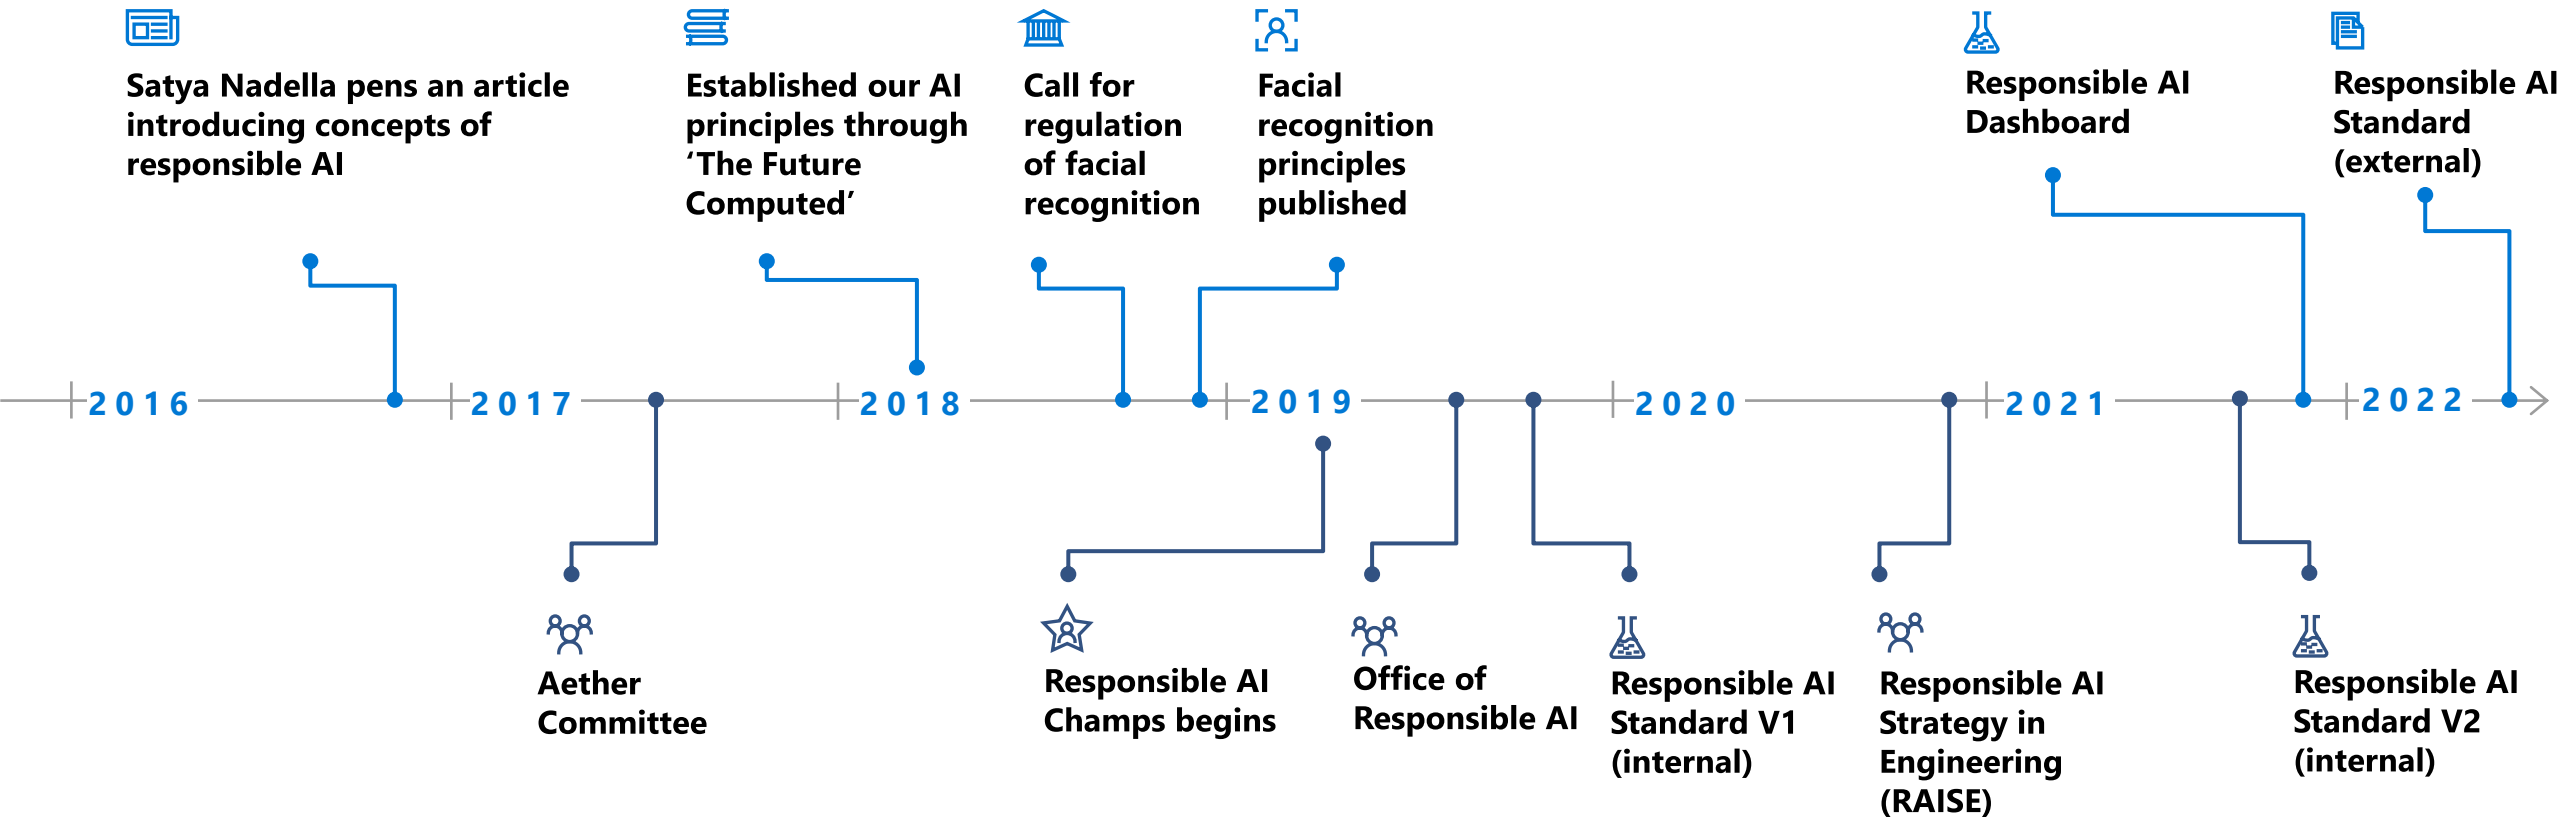 Satya Nadella pens an article
introducing concepts of
responsible AI
Established our AI
principles through
‘The Future
Computed’
Call for
regulation
of facial
recognition
Facial
recognition
principles
published
Responsible AI
Dashboard
Responsible AI
Standard
(external)
2016
2017
2018
2019
2020
2021
2022
Aether
Committee
Responsible AI
Champs begins
Office of
Responsible AI
Responsible AI
Standard V1
(internal)
Responsible AI
Strategy in
Engineering
(RAISE)
Responsible AI
Standard V2
(internal)